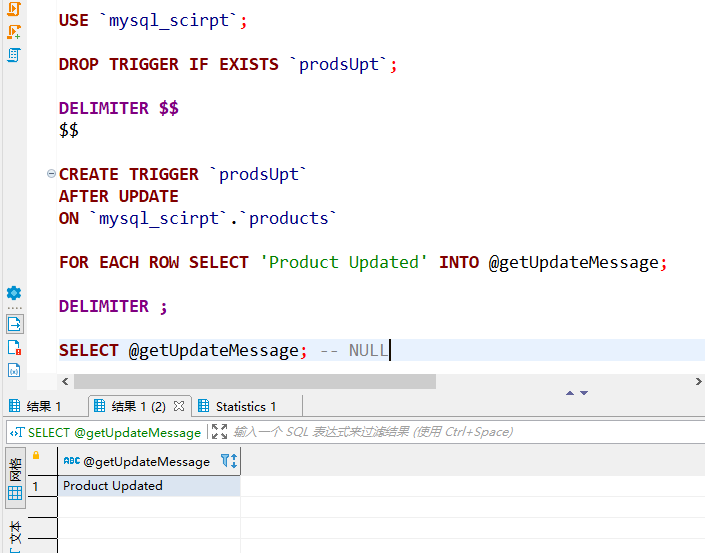 USE `mysql_scirpt`;
DROP TRIGGER IF EXISTS `prodsUpt`;
DELIMITER $$
$$
CREATE TRIGGER `prodsUpt`
AFTER UPDATE
ON `mysql_scirpt`.`products`
FOR EACH ROW SELECT 'Product Updated' INTO @getUpdateMessage;
DELIMITER ;
SELECT @getUpdateMessage; -- NULL
结果 1 结果 1 (2) Statistics 1
SELECT @getUpdateMessage 输入一个 SQL 表达式来过滤结果 (使用 Ctrl+Space)
网格
ABC @getUpdateMessage
1 Product Updated
文本